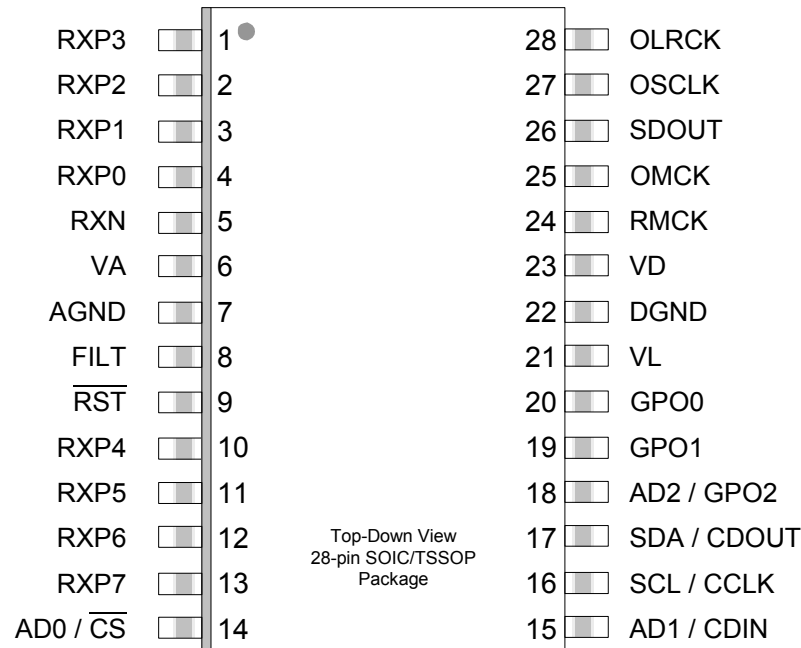 RXP3 1 28 OLRCK
RXP2 2 27 OSCLK
RXP1 3 26 SDOUT
RXP0 4 25 OMCK
RXN 5 24 RMCK
VA 6 23 VD
AGND 7 22 DGND
FILT 8 21 VL
R̅S̅T̅ 9 20 GPO0
RXP4 10 19 GPO1
RXP5 11 18 AD2 / GPO2
RXP6 12 17 SDA / CDOUT
RXP7 13 16 SCL / CCLK
AD0 / C̅S̅ 14 15 AD1 / CDIN
Top-Down View
28-pin SOIC/TSSOP
Package